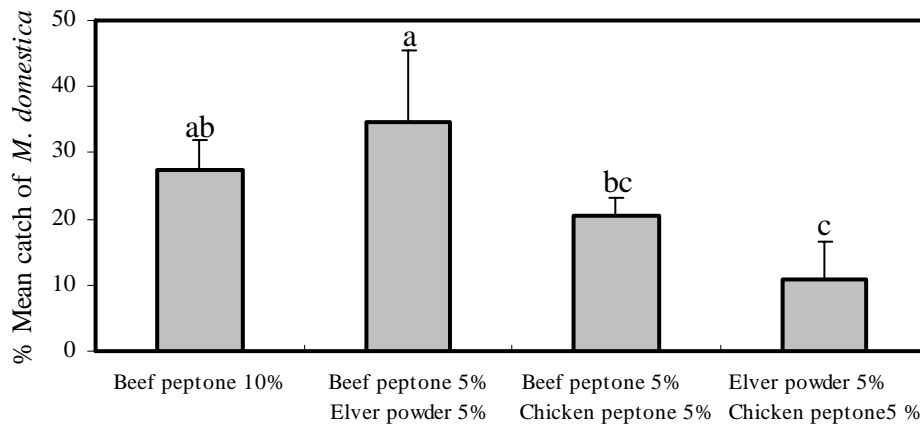 % Mean catch of M. domestica
50
40
30
20
10
0
ab
a
bc
c
Beef peptone 10%
Beef peptone 5%
Elver powder 5%
Beef peptone 5%
Chicken peptone 5%
Elver powder 5%
Chicken peptone5 %